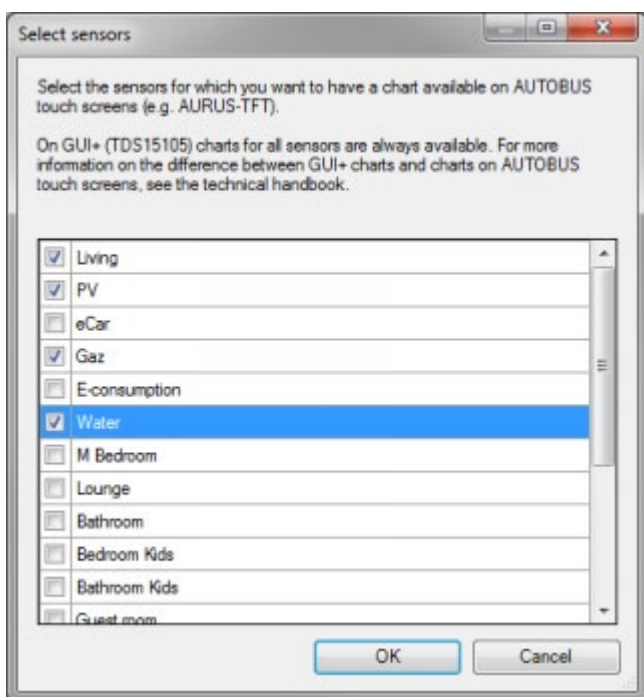 Select sensors
Select the sensors for which you want to have a chart available on AUTOBUS
touch screens (e.g. AURUS-TFT).
On GUI+ (TDS15105) charts for all sensors are always available. For more
information on the difference between GUI+ charts and charts on AUTOBUS
touch screens, see the technical handbook.
Living
PV
eCar
Gaz
E-consumption
Water
M Bedroom
Lounge
Bathroom
Bedroom Kids
Bathroom Kids
Guest room
OK
Cancel